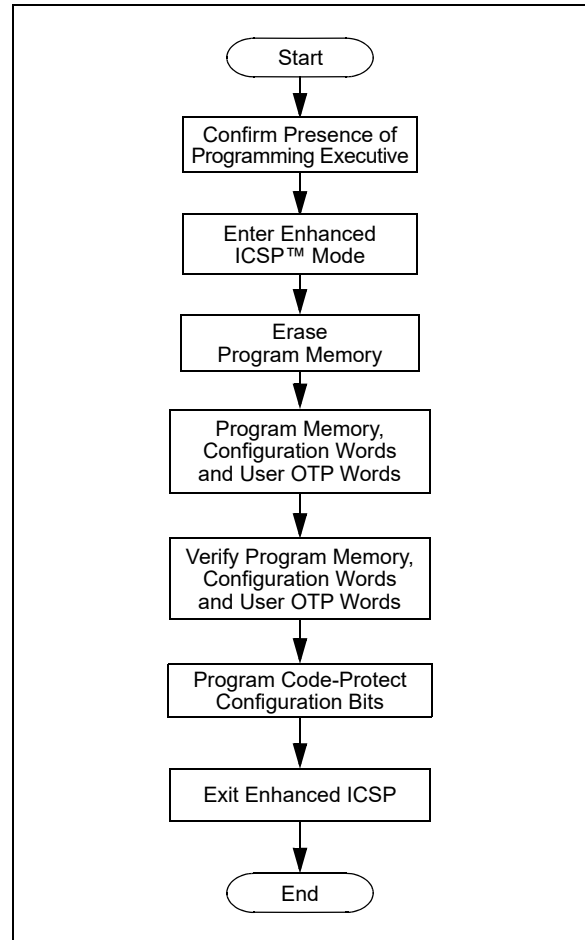 Start
Confirm Presence of
Programming Executive
Enter Enhanced
ICSP™ Mode
Erase
Program Memory
Program Memory,
Configuration Words
and User OTP Words
Verify Program Memory,
Configuration Words
and User OTP Words
Program Code-Protect
Configuration Bits
Exit Enhanced ICSP
End